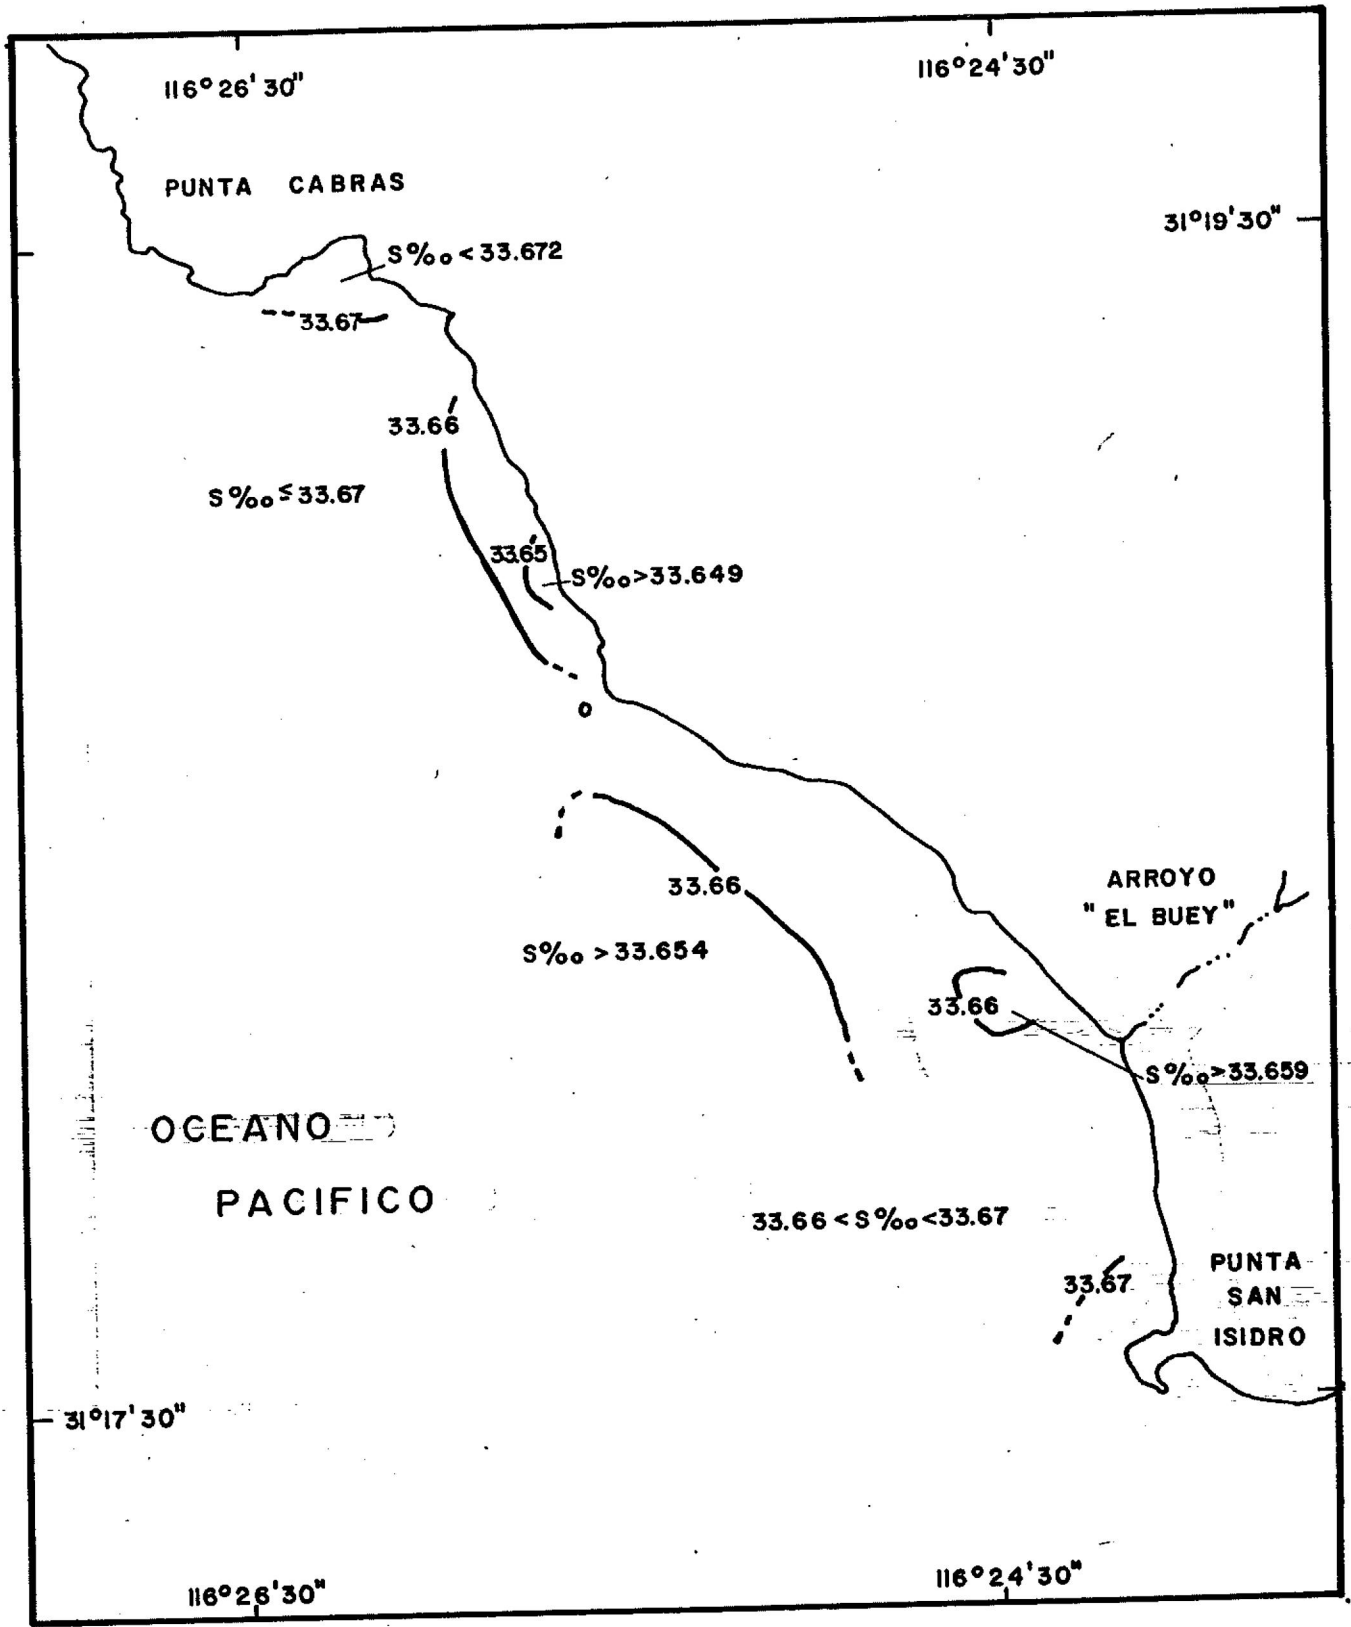 116°26'30"
116°24'30"
PUNTA CABRAS
31°19'30"
S‰<33.672
33.67
33.66
S‰≤33.67
33.65
S‰>33.649
33.66
ARROYO
"EL BUEY"
S‰>33.654
33.66
S‰>33.659
OCEANO
PACIFICO
33.66<S‰<33.67
33.67
PUNTA
SAN
ISIDRO
31°17'30"
116°26'30"
116°24'30"